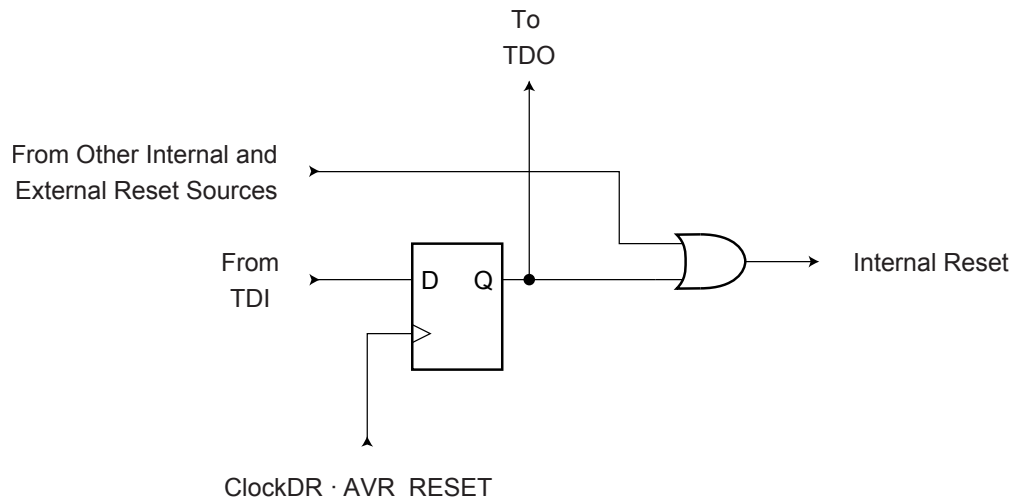 To
TDO
From Other Internal and
External Reset Sources
From
TDI
D Q
Internal Reset
ClockDR · AVR_RESET